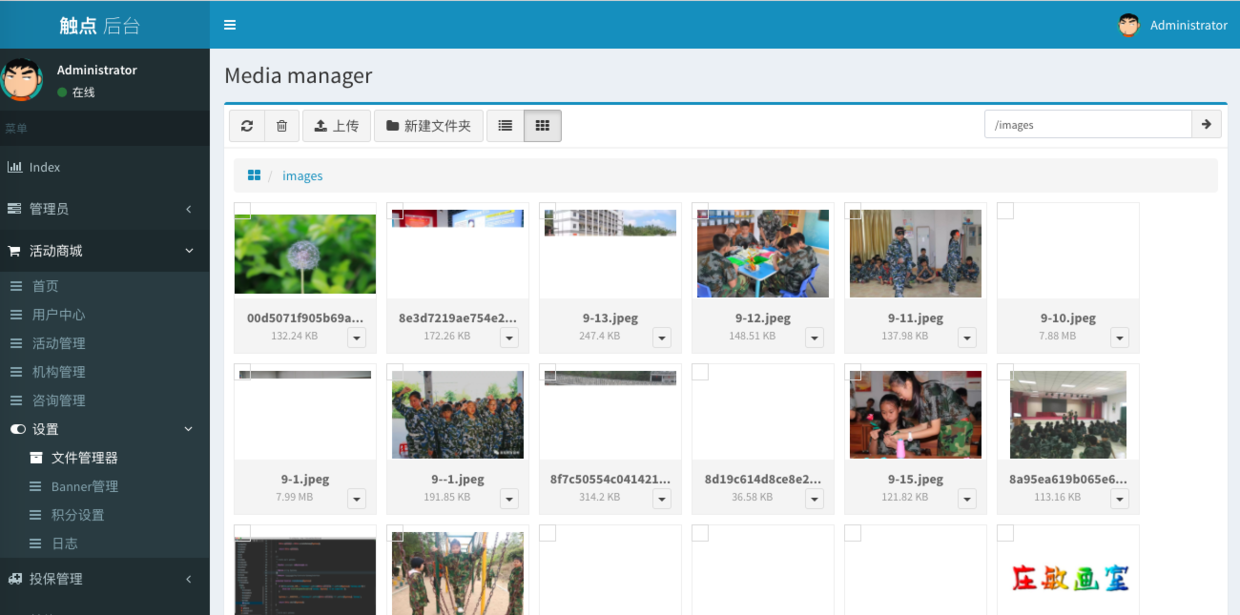 触点 后台
Administrator
Administrator
在线
菜单
Index
管理员
活动商城
首页
用户中心
活动管理
机构管理
咨询管理
设置
文件管理器
Banner管理
积分设置
日志
投保管理
Media manager
上传
新建文件夹
/images
/ images
00d5071f905b69a...
132.24 KB
8e3d7219ae754e2...
172.26 KB
9-13.jpeg
247.4 KB
9-12.jpeg
148.51 KB
9-11.jpeg
137.98 KB
9-10.jpeg
7.88 MB
9-1.jpeg
7.99 MB
9--1.jpeg
191.85 KB
8f7c50554c041421...
314.2 KB
8d19c614d8ce8e2...
36.58 KB
9-15.jpeg
121.82 KB
8a95ea619b065e6...
113.16 KB
庄敏画室